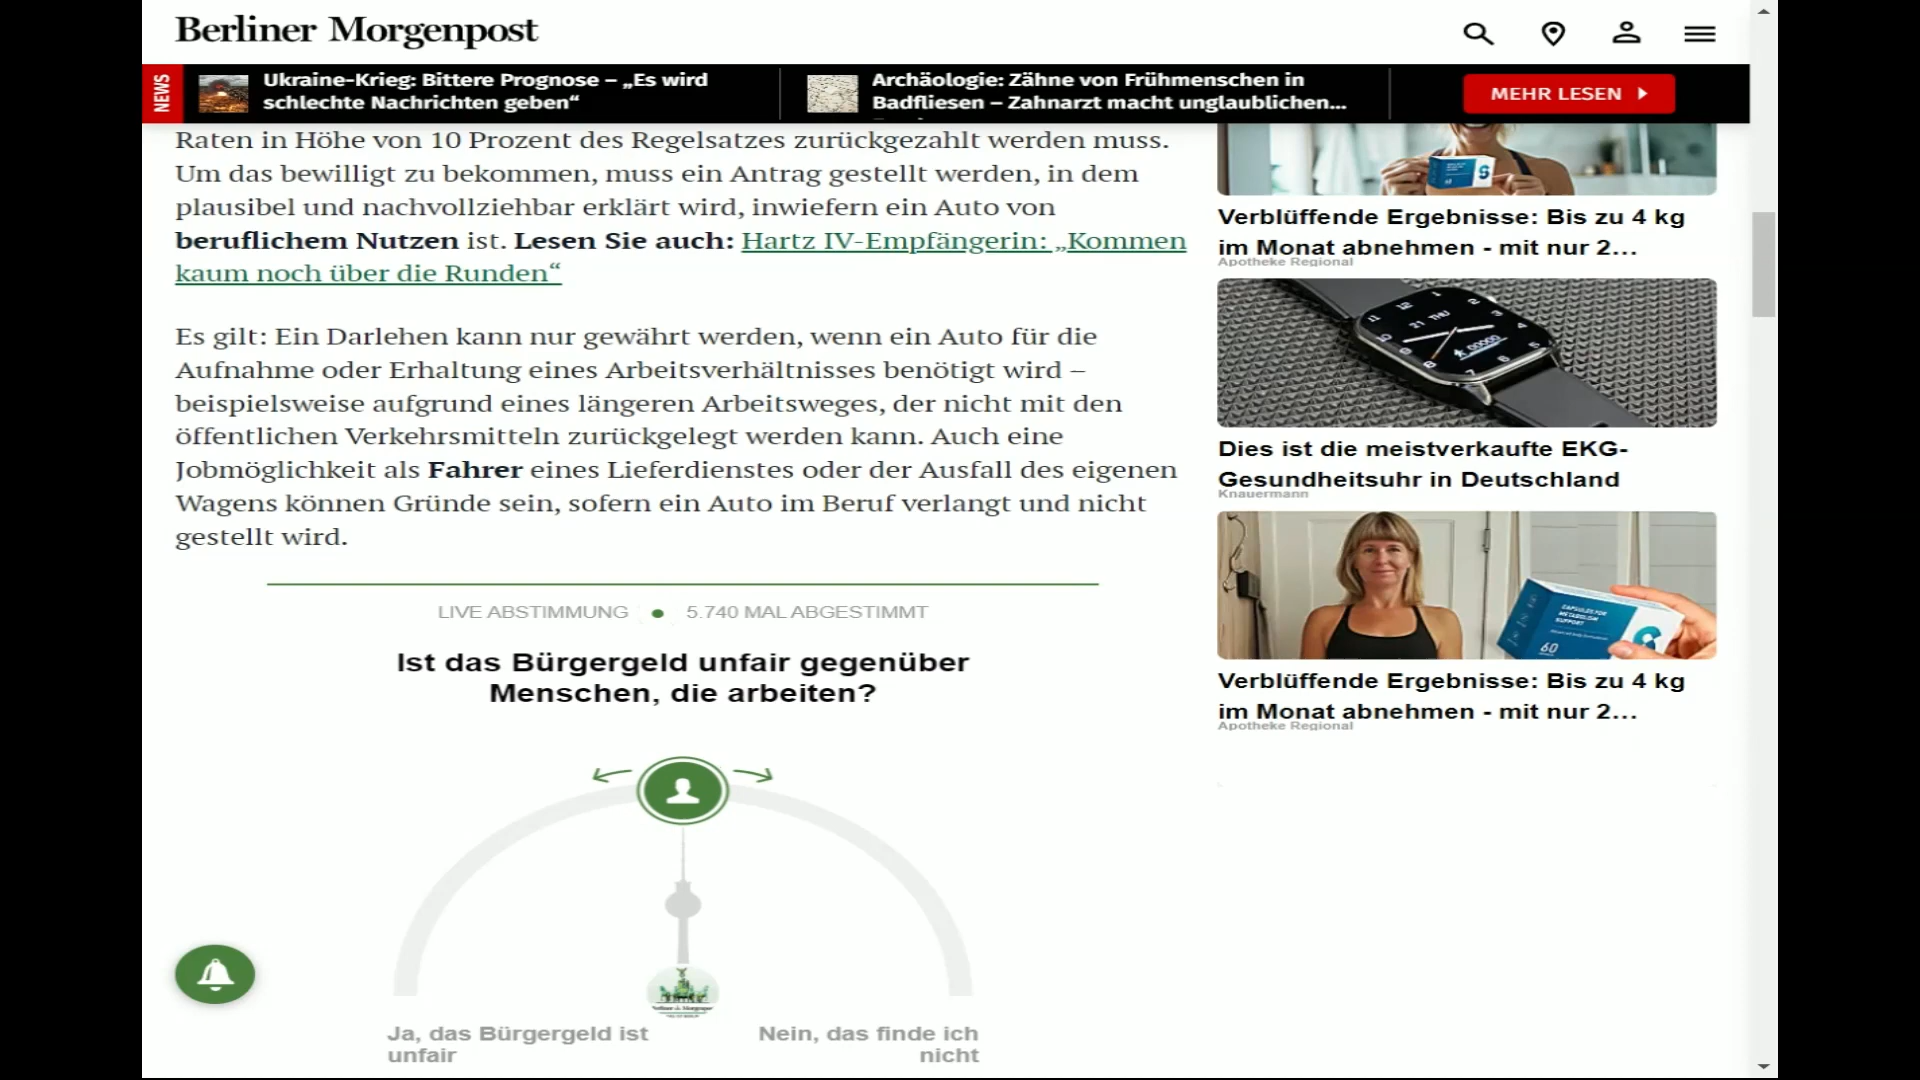 Berliner Morgenpost
NEWS
Ukraine-Krieg: Bittere Prognose – „Es wird
schlechte Nachrichten geben“
Archäologie: Zähne von Frühmenschen in
Badfliesen – Zahnarzt macht unglaublichen...
MEHR LESEN
Raten in Höhe von 10 Prozent des Regelsatzes zurückgezahlt werden muss.
Um das bewilligt zu bekommen, muss ein Antrag gestellt werden, in dem
plausibel und nachvollziehbar erklärt wird, inwiefern ein Auto von
beruflichem Nutzen ist. Lesen Sie auch: Hartz IV-Empfängerin: „Kommen
kaum noch über die Runden“
Es gilt: Ein Darlehen kann nur gewährt werden, wenn ein Auto für die
Aufnahme oder Erhaltung eines Arbeitsverhältnisses benötigt wird –
beispielsweise aufgrund eines längeren Arbeitsweges, der nicht mit den
öffentlichen Verkehrsmitteln zurückgelegt werden kann. Auch eine
Jobmöglichkeit als Fahrer eines Lieferdienstes oder der Ausfall des eigenen
Wagens können Gründe sein, sofern ein Auto im Beruf verlangt und nicht
gestellt wird.
LIVE ABSTIMMUNG ● 5.740 MAL ABGESTIMMT
Ist das Bürgergeld unfair gegenüber
Menschen, die arbeiten?
Ja, das Bürgergeld ist
unfair
Nein, das finde ich
nicht
Verblüffende Ergebnisse: Bis zu 4 kg
im Monat abnehmen - mit nur 2...
Apotheke Regional
21 THU
Dies ist die meistverkaufte EKG-
Gesundheitsuhr in Deutschland
Knauermann
CAPSULES FOR
METABOLISM
SUPPORT
60
Verblüffende Ergebnisse: Bis zu 4 kg
im Monat abnehmen - mit nur 2...
Apotheke Regional